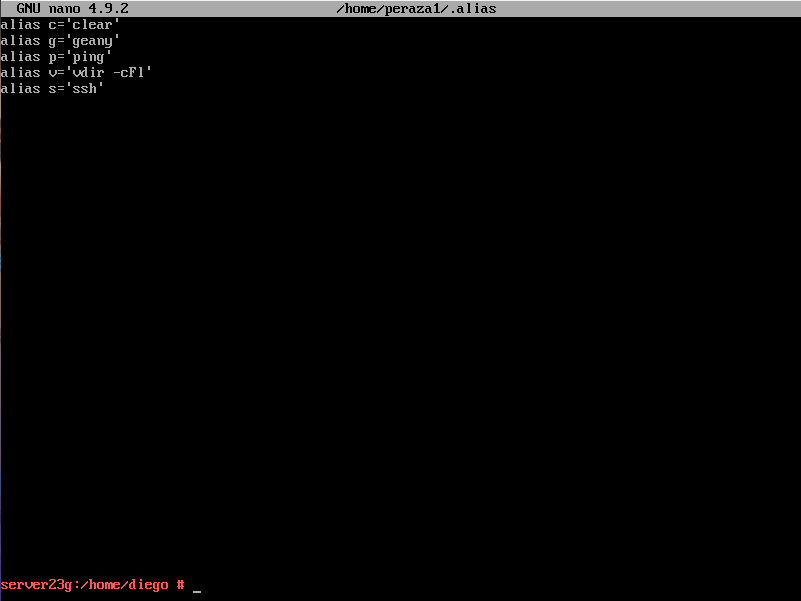 GNU nano 4.9.2 /home/peraza1/.alias
alias c='clear'
alias g='geany'
alias p='ping'
alias v='vdir -cFl'
alias s='ssh'
server23g:/home/diego # _